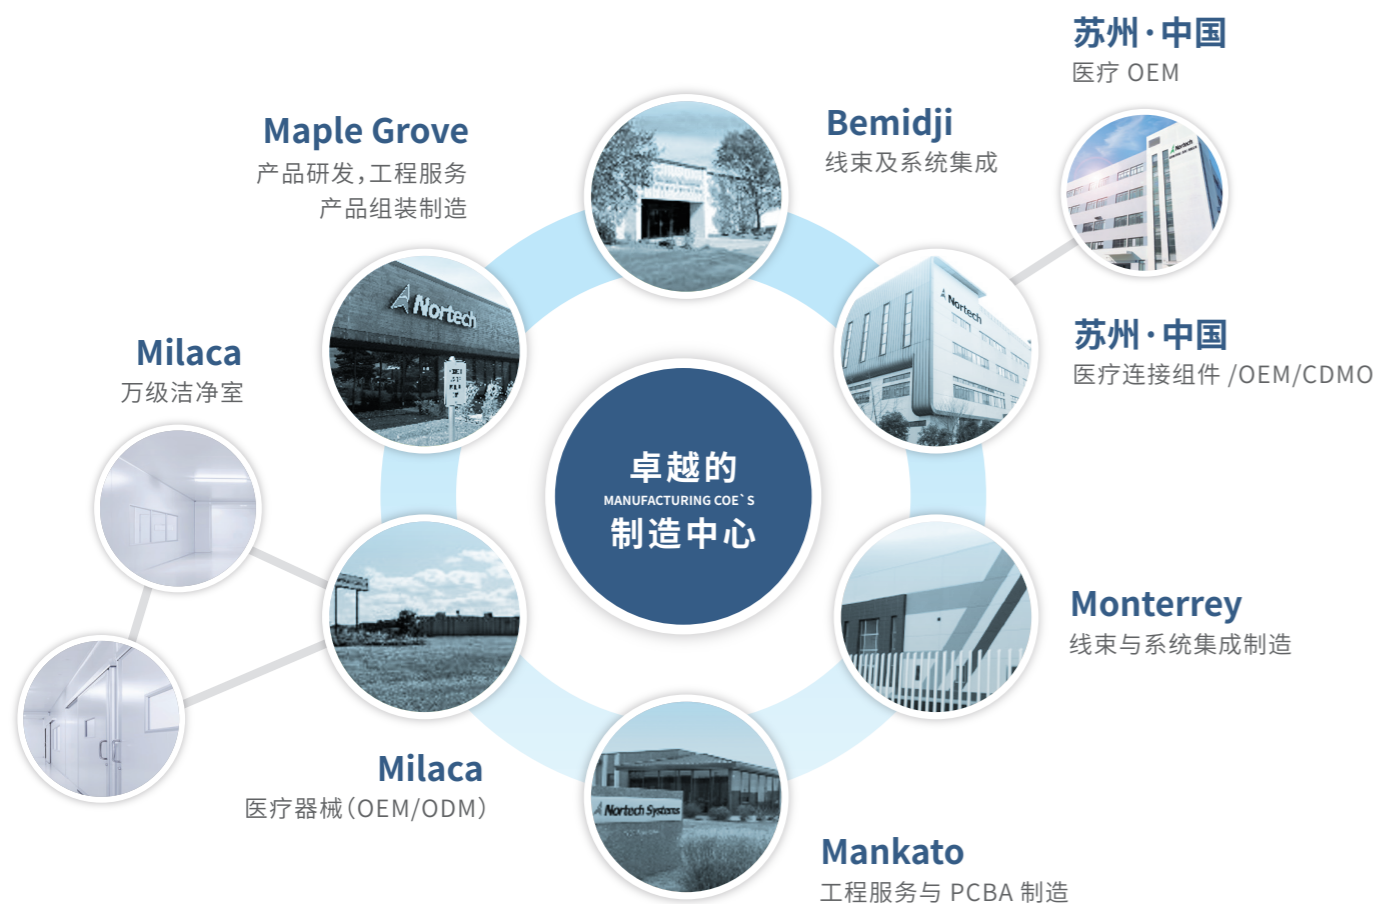 苏州·中国
医疗 OEM
Maple Grove
产品研发,工程服务
产品组装制造
Bemidji
线束及系统集成
Nortech
Nortech
Nortech
苏州·中国
医疗连接组件 /OEM/CDMO
Milaca
万级洁净室
卓越的
MANUFACTURING COE`S
制造中心
Monterrey
线束与系统集成制造
Milaca
医疗器械(OEM/ODM)
Nortech Systems
Mankato
工程服务与 PCBA 制造